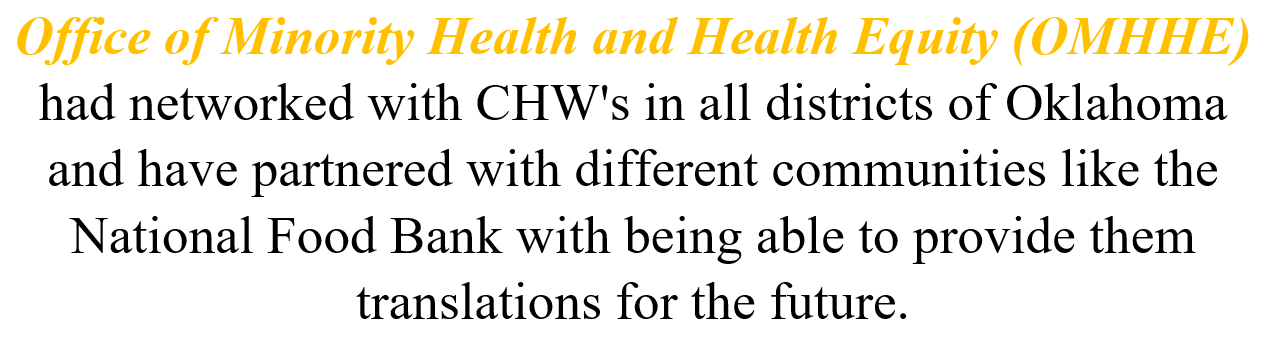 Office of Minority Health and Health Equity (OMHHE)
had networked with CHW's in all districts of Oklahoma
and have partnered with different communities like the
National Food Bank with being able to provide them
translations for the future.